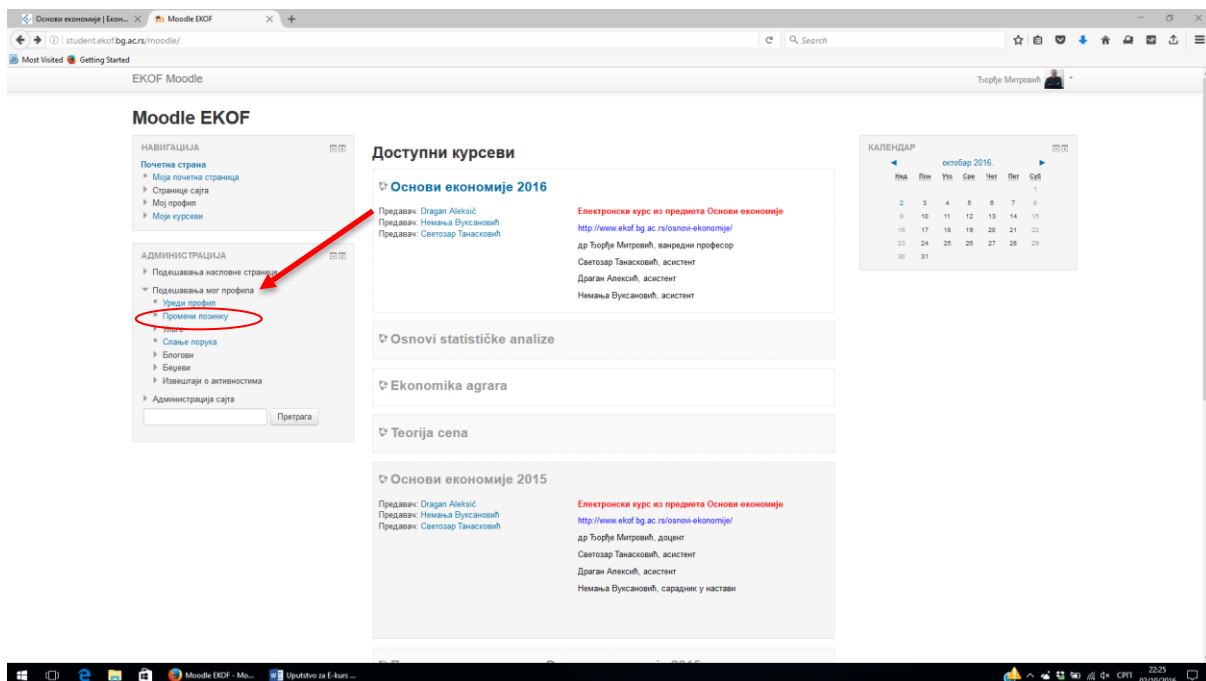 Основи економије | Екон...
Moodle EKOF
student.ekof.bg.ac.rs/moodle/
Search
Most Visited
Getting Started
EKOF Moodle
Ђорђе Митровић
Moodle EKOF
НАВИГАЦИЈА
Почетна страна
Моја почетна страница
Странице сајта
Мој профил
Моји курсеви
АДМИНИСТРАЦИЈА
Подешавања насловне странице
Подешавања мог профила
Уреди профил
Промени лозинку
Улоге
Слање порука
Блогови
Беџеви
Извештаји о активностима
Администрација сајта
Претрага
Доступни курсеви
Основи економије 2016
Предавач: Dragan Aleksić
Предавач: Немања Вуксановић
Предавач: Светозар Танасковић
Електронски курс из предмета Основи економије
http://www.ekof.bg.ac.rs/osnovi-ekonomije/
др Ђорђе Митровић, ванредни професор
Светозар Танасковић, асистент
Драган Алексић, асистент
Немања Вуксановић, асистент
Osnovi statističke analize
Ekonomika agrara
Teorija cena
Основи економије 2015
Предавач: Dragan Aleksić
Предавач: Немања Вуксановић
Предавач: Светозар Танасковић
Електронски курс из предмета Основи економије
http://www.ekof.bg.ac.rs/osnovi-ekonomije/
др Ђорђе Митровић, доцент
Светозар Танасковић, асистент
Драган Алексић, асистент
Немања Вуксановић, сарадник у настави
КАЛЕНДАР
октобар 2016.
Нед Пон Уто Сре Чет Пет Суб
1
2 3 4 5 6 7 8
9 10 11 12 13 14 15
16 17 18 19 20 21 22
23 24 25 26 27 28 29
30 31
Moodle EKOF - Mo...
Uputstvo za E-kurs ...
СРП
22:25
02/10/2016